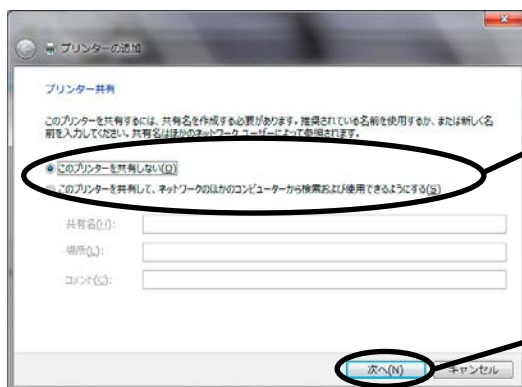 プリンターの追加
プリンター共有
このプリンターを共有するには、共有名を作成する必要があります。推奨されている名前を使用するか、または新しく名
前を入力してください。共有名はほかのネットワーク ユーザーによって参照されます。
このプリンターを共有しない(O)
このプリンターを共有して、ネットワークのほかのコンピューターから検索および使用できるようにする(S)
共有名(H):
場所(L):
コメント(C):
次へ(N) キャンセル